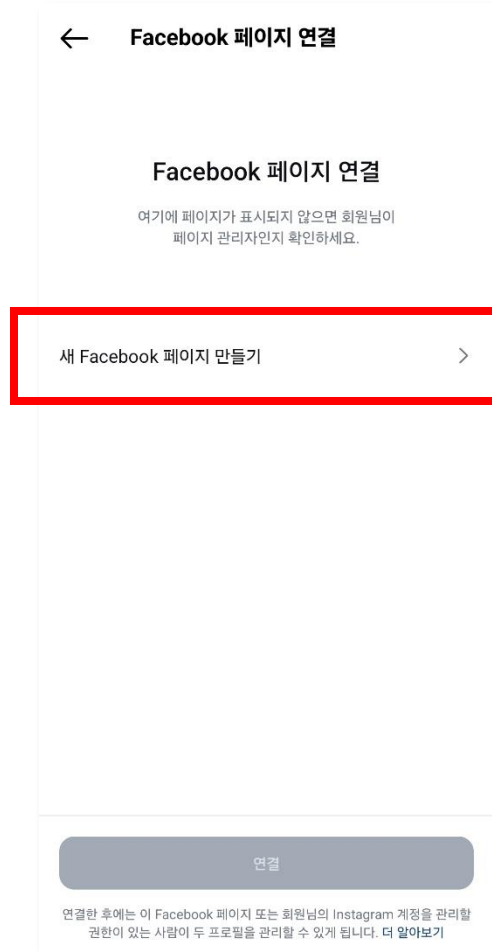 Facebook 페이지 연결
Facebook 페이지 연결
여기에 페이지가 표시되지 않으면 회원님이
페이지 관리자인지 확인하세요.
새 Facebook 페이지 만들기
연결
연결한 후에는 이 Facebook 페이지 또는 회원님의 Instagram 계정을 관리할
권한이 있는 사람이 두 프로필을 관리할 수 있게 됩니다. 더 알아보기